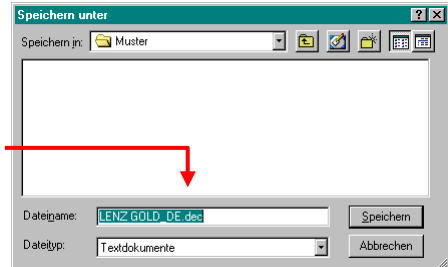 Speichern unter
Speichern in: Muster
Dateiname: LENZ GOLD_DE.dec Speichern
Dateityp: Textdokumente Abbrechen